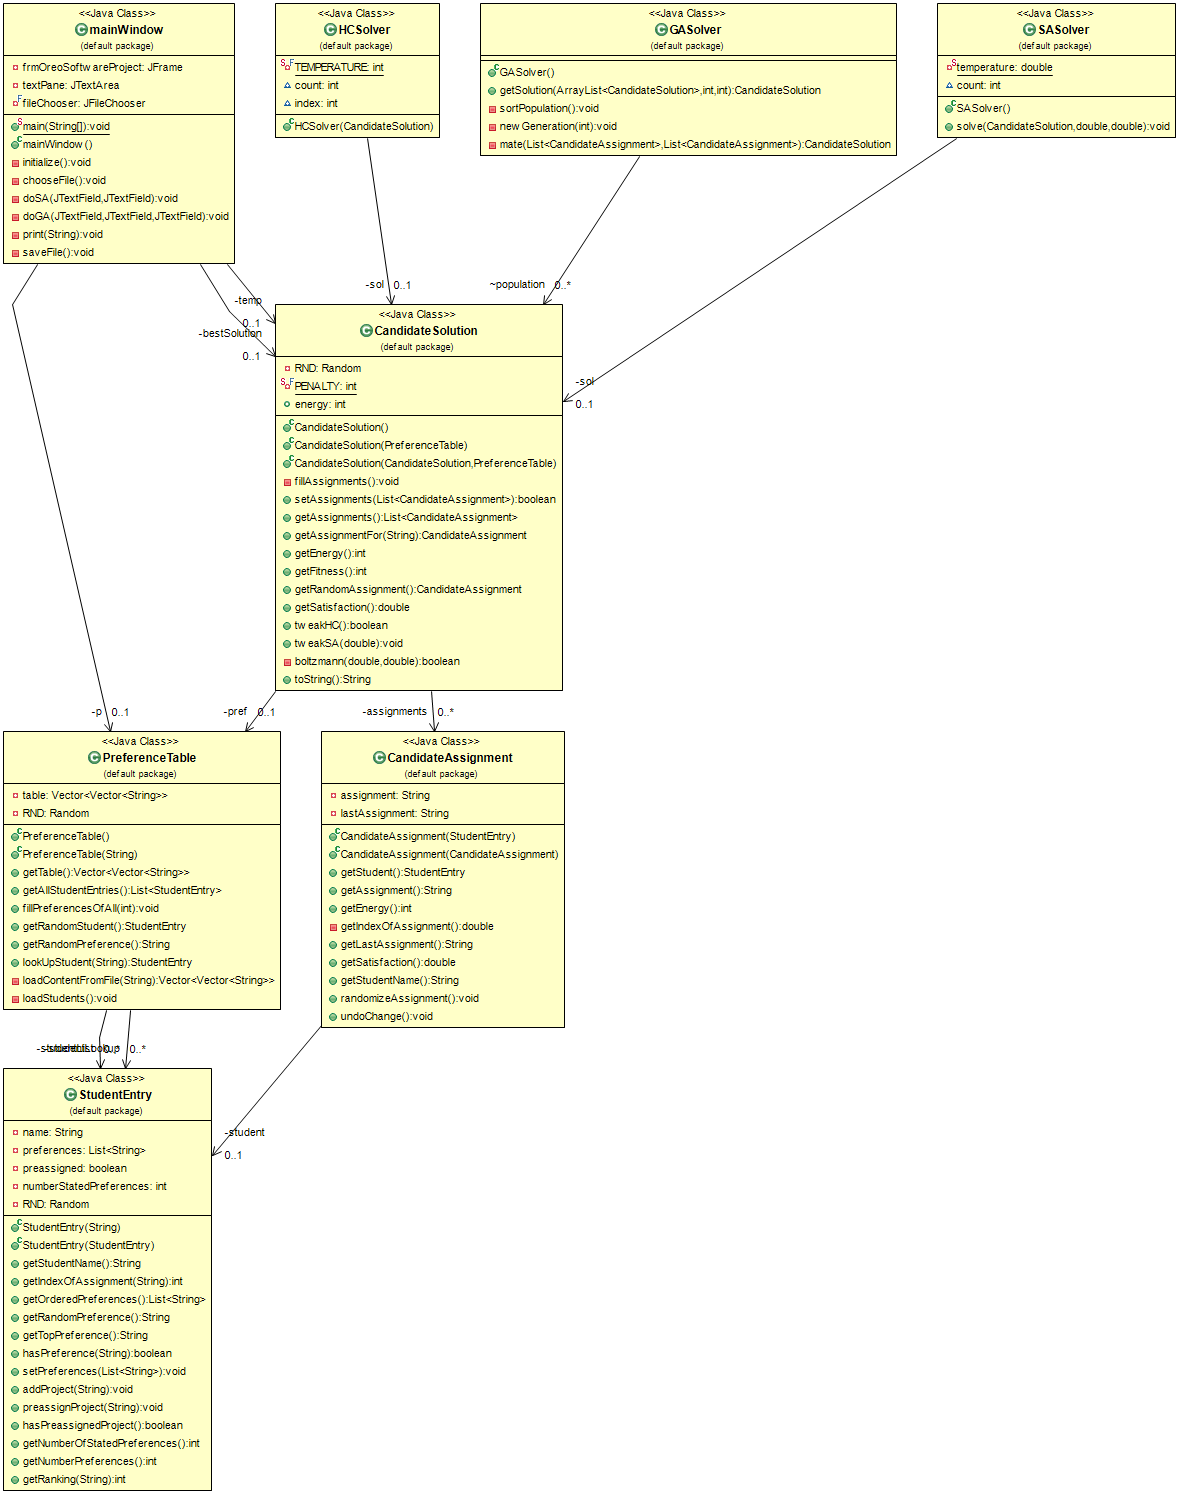 <<Java Class>>
mainWindow
(default package)
frmOreoSoftwareProject: JFrame
textPane: JTextArea
fileChooser: JFileChooser
main(String[]):void
mainWindow()
initialize():void
chooseFile():void
doSA(JTextField,JTextField):void
doGA(JTextField,JTextField,JTextField):void
print(String):void
saveFile():void
<<Java Class>>
HCSolver
(default package)
TEMPERATURE: int
count: int
index: int
HCSolver(CandidateSolution)
<<Java Class>>
GASolver
(default package)
GASolver()
getSolution(ArrayList<CandidateSolution>,int,int):CandidateSolution
sortPopulation():void
newGeneration(int):void
mate(List<CandidateAssignment>,List<CandidateAssignment>):CandidateSolution
<<Java Class>>
SASolver
(default package)
temperature: double
count: int
SASolver()
solve(CandidateSolution,double,double):void
-temp
0..1
-bestSolution
0..1
-sol 0..1
~population 0..*
-sol
0..1
<<Java Class>>
CandidateSolution
(default package)
RND: Random
PENALTY: int
energy: int
CandidateSolution()
CandidateSolution(PreferenceTable)
CandidateSolution(CandidateSolution,PreferenceTable)
fillAssignments():void
setAssignments(List<CandidateAssignment>):boolean
getAssignments():List<CandidateAssignment>
getAssignmentFor(String):CandidateAssignment
getEnergy():int
getFitness():int
getRandomAssignment():CandidateAssignment
getSatisfaction():double
tweakHC():boolean
tweakSA(double):void
boltzmann(double,double):boolean
toString():String
-p 0..1
-pref 0..1
-assignments 0..*
<<Java Class>>
PreferenceTable
(default package)
table: Vector<Vector<String>>
RND: Random
PreferenceTable()
PreferenceTable(String)
getTable():Vector<Vector<String>>
getAllStudentEntries():List<StudentEntry>
fillPreferencesOfAll(int):void
getRandomStudent():StudentEntry
getRandomPreference():String
lookUpStudent(String):StudentEntry
loadContentFromFile(String):Vector<Vector<String>>
loadStudents():void
<<Java Class>>
CandidateAssignment
(default package)
assignment: String
lastAssignment: String
CandidateAssignment(StudentEntry)
CandidateAssignment(CandidateAssignment)
getStudent():StudentEntry
getAssignment():String
getEnergy():int
getIndexOfAssignment():double
getLastAssignment():String
getSatisfaction():double
getStudentName():String
randomizeAssignment():void
undoChange():void
0..* 0..*
-student
0..1
<<Java Class>>
StudentEntry
(default package)
name: String
preferences: List<String>
preassigned: boolean
numberStatedPreferences: int
RND: Random
StudentEntry(String)
StudentEntry(StudentEntry)
getStudentName():String
getIndexOfAssignment(String):int
getOrderedPreferences():List<String>
getRandomPreference():String
getTopPreference():String
hasPreference(String):boolean
setPreferences(List<String>):void
addProject(String):void
preassignProject(String):void
hasPreassignedProject():boolean
getNumberOfStatedPreferences():int
getNumberPreferences():int
getRanking(String):int